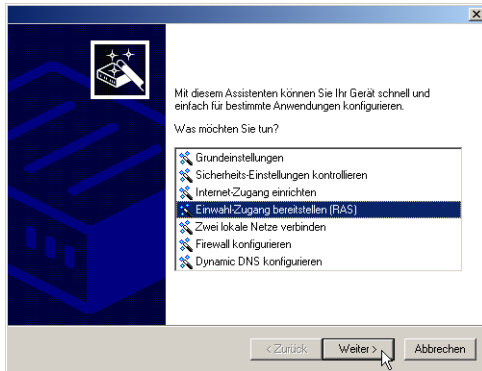 Mit diesem Assistenten können Sie Ihr Gerät schnell und
einfach für bestimmte Anwendungen konfigurieren.
Was möchten Sie tun?
Grundeinstellungen
Sicherheits-Einstellungen kontrollieren
Internet-Zugang einrichten
Einwahl-Zugang bereitstellen (RAS)
Zwei lokale Netze verbinden
Firewall konfigurieren
Dynamic DNS konfigurieren
< Zurück Weiter > Abbrechen